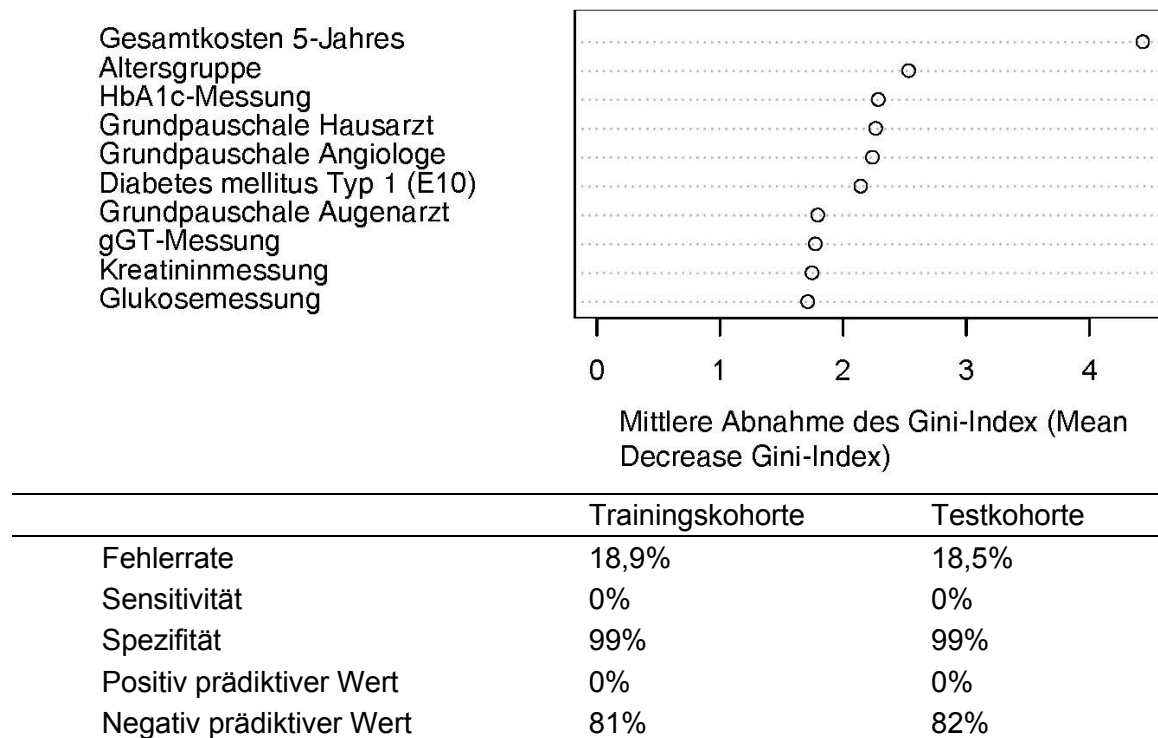 Gesamtkosten 5-Jahres
Altersgruppe
HbA1c-Messung
Grundpauschale Hausarzt
Grundpauschale Angiologe
Diabetes mellitus Typ 1 (E10)
Grundpauschale Augenarzt
gGT-Messung
Kreatininmessung
Glukosemessung
0 1 2 3 4
Mittlere Abnahme des Gini-Index (Mean
Decrease Gini-Index)
Trainingskohorte Testkohorte
Fehlerrate 18,9% 18,5%
Sensitivität 0% 0%
Spezifität 99% 99%
Positiv prädiktiver Wert 0% 0%
Negativ prädiktiver Wert 81% 82%